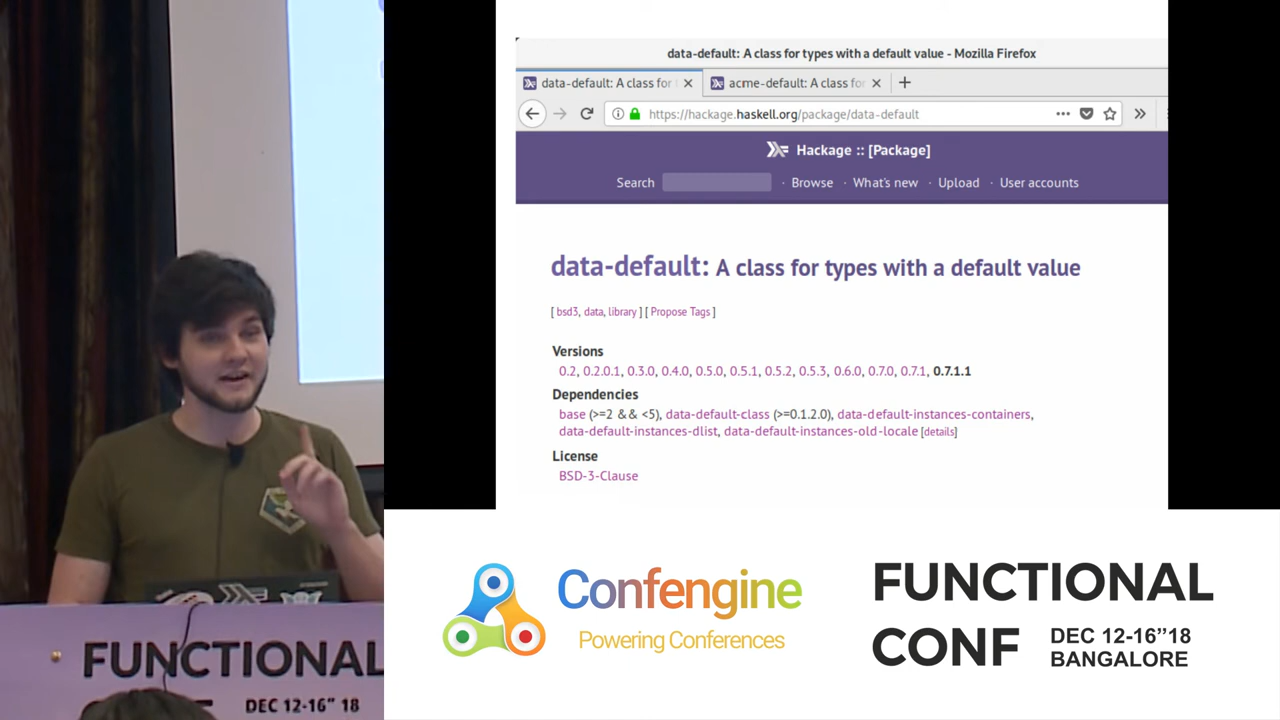 data-default: A class for types with a default value - Mozilla Firefox
data-default: A class for t
acme-default: A class for
https://hackage.haskell.org/package/data-default
Hackage :: [Package]
Search · Browse · What's new · Upload · User accounts
data-default: A class for types with a default value
[ bsd3, data, library ] [ Propose Tags ]
Versions
0.2, 0.2.0.1, 0.3.0, 0.4.0, 0.5.0, 0.5.1, 0.5.2, 0.5.3, 0.6.0, 0.7.0, 0.7.1, 0.7.1.1
Dependencies
base (>=2 && <5), data-default-class (>=0.1.2.0), data-default-instances-containers,
data-default-instances-dlist, data-default-instances-old-locale [details]
License
BSD-3-Clause
Confengine
Powering Conferences
FUNCTIONAL
CONF
DEC 12-16"18
BANGALORE
FUNCTIONAL
DEC 12-16" 18